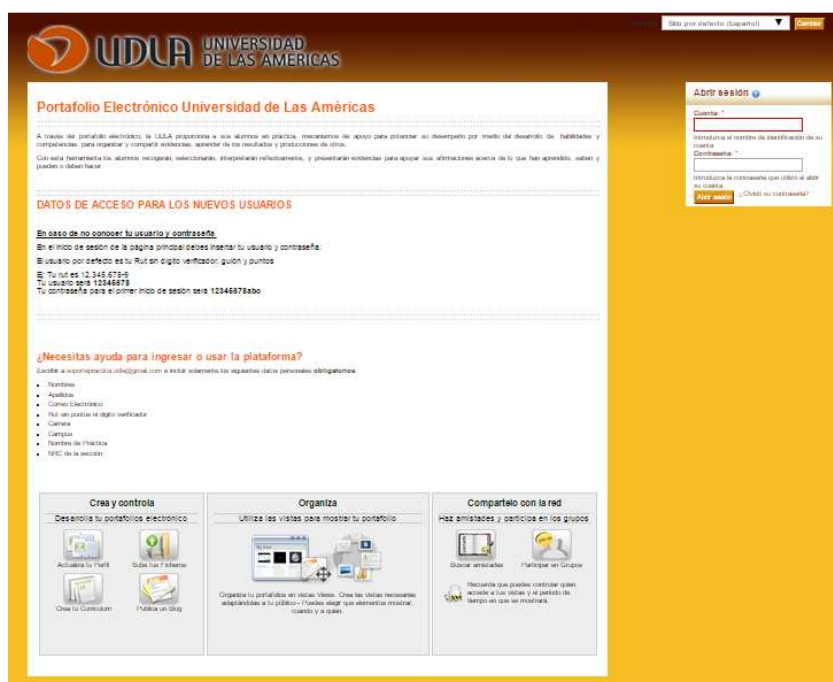 Sitio por defecto (Español)
Cambiar
UDLA UNIVERSIDAD
DE LAS AMERICAS
Abrir sesión
Cuenta: *
Introduzca el nombre de identificación de su
cuenta
Contraseña: *
Introduzca la contraseña que utilizó al abrir
su cuenta
Abrir sesión ¿Olvidó su contraseña?
Portafolio Electrónico Universidad de Las Américas
A través del portafolio electrónico, la UDLA proporciona a sus alumnos en práctica, mecanismos de apoyo para potenciar su desempeño por medio del desarrollo de habilidades y
competencias, para organizar y compartir evidencias, aprender de los resultados y producciones de otros.
Con esta herramienta los alumnos recogerán, seleccionarán, interpretarán reflexivamente, y presentarán evidencias para apoyar sus afirmaciones acerca de lo que han aprendido, saben y
pueden o deben hacer.
DATOS DE ACCESO PARA LOS NUEVOS USUARIOS
En caso de no conocer tu usuario y contraseña
En el inicio de sesión de la página principal debes insertar tu usuario y contraseña:
El usuario por defecto es tu Rut sin dígito verificador, guión y puntos
Ej: Tu rut es 12.345.678-9
Tu usuario será 12345678
Tu contraseña para el primer inicio de sesión será 12345678abc
¿Necesitas ayuda para ingresar o usar la plataforma?
Escribir a soportepractica.udla@gmail.com e incluir solamente los siguientes datos personales obligatorios:
Nombres
Apellidos
Correo Electrónico
Rut sin puntos ni dígito verificador
Carrera
Campus
Nombre de Práctica
NRC de la sección
Crea y controla
Desarrolla tu portafolios electrónico
Actualiza tu Perfil Sube tus Ficheros
Crea tu Curriculum Publica un Blog
Organiza
Utiliza las vistas para mostrar tu portafolio
Organiza tu portafolios en vistas Views. Crea las vistas necesarias
adaptándolas a tu público - Puedes elegir que elementos mostrar,
cuando y a quien.
Compartelo con la red
Haz amistades y participa en los grupos
Buscar amistades Participar en Grupos
Recuerda que puedes controlar quien
accede a tus vistas y el periodo de
tiempo en que se mostrará.